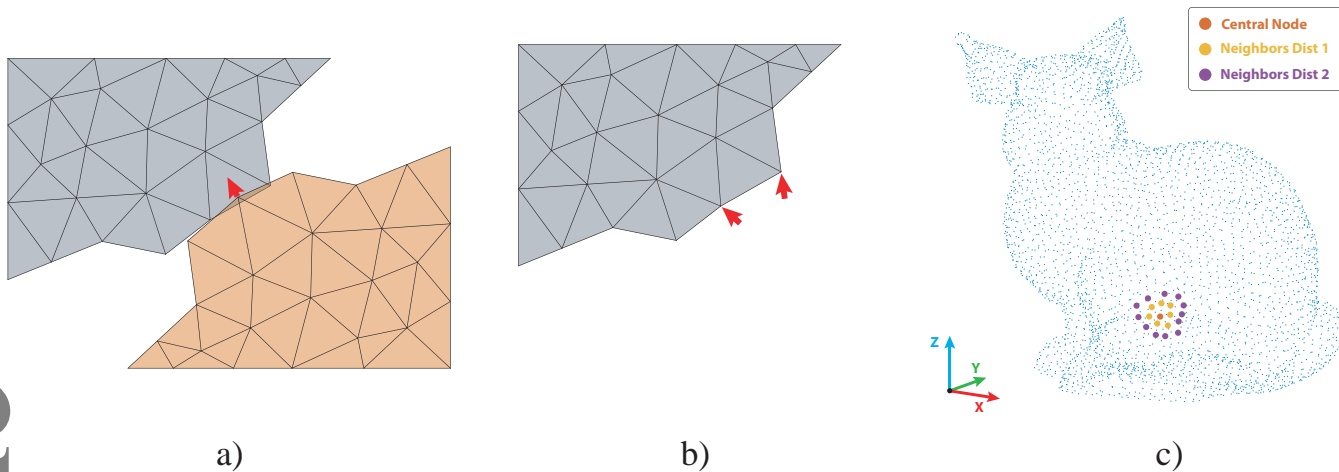 Central Node
Neighbors Dist 1
Neighbors Dist 2
Z
Y
X
a)
b)
c)